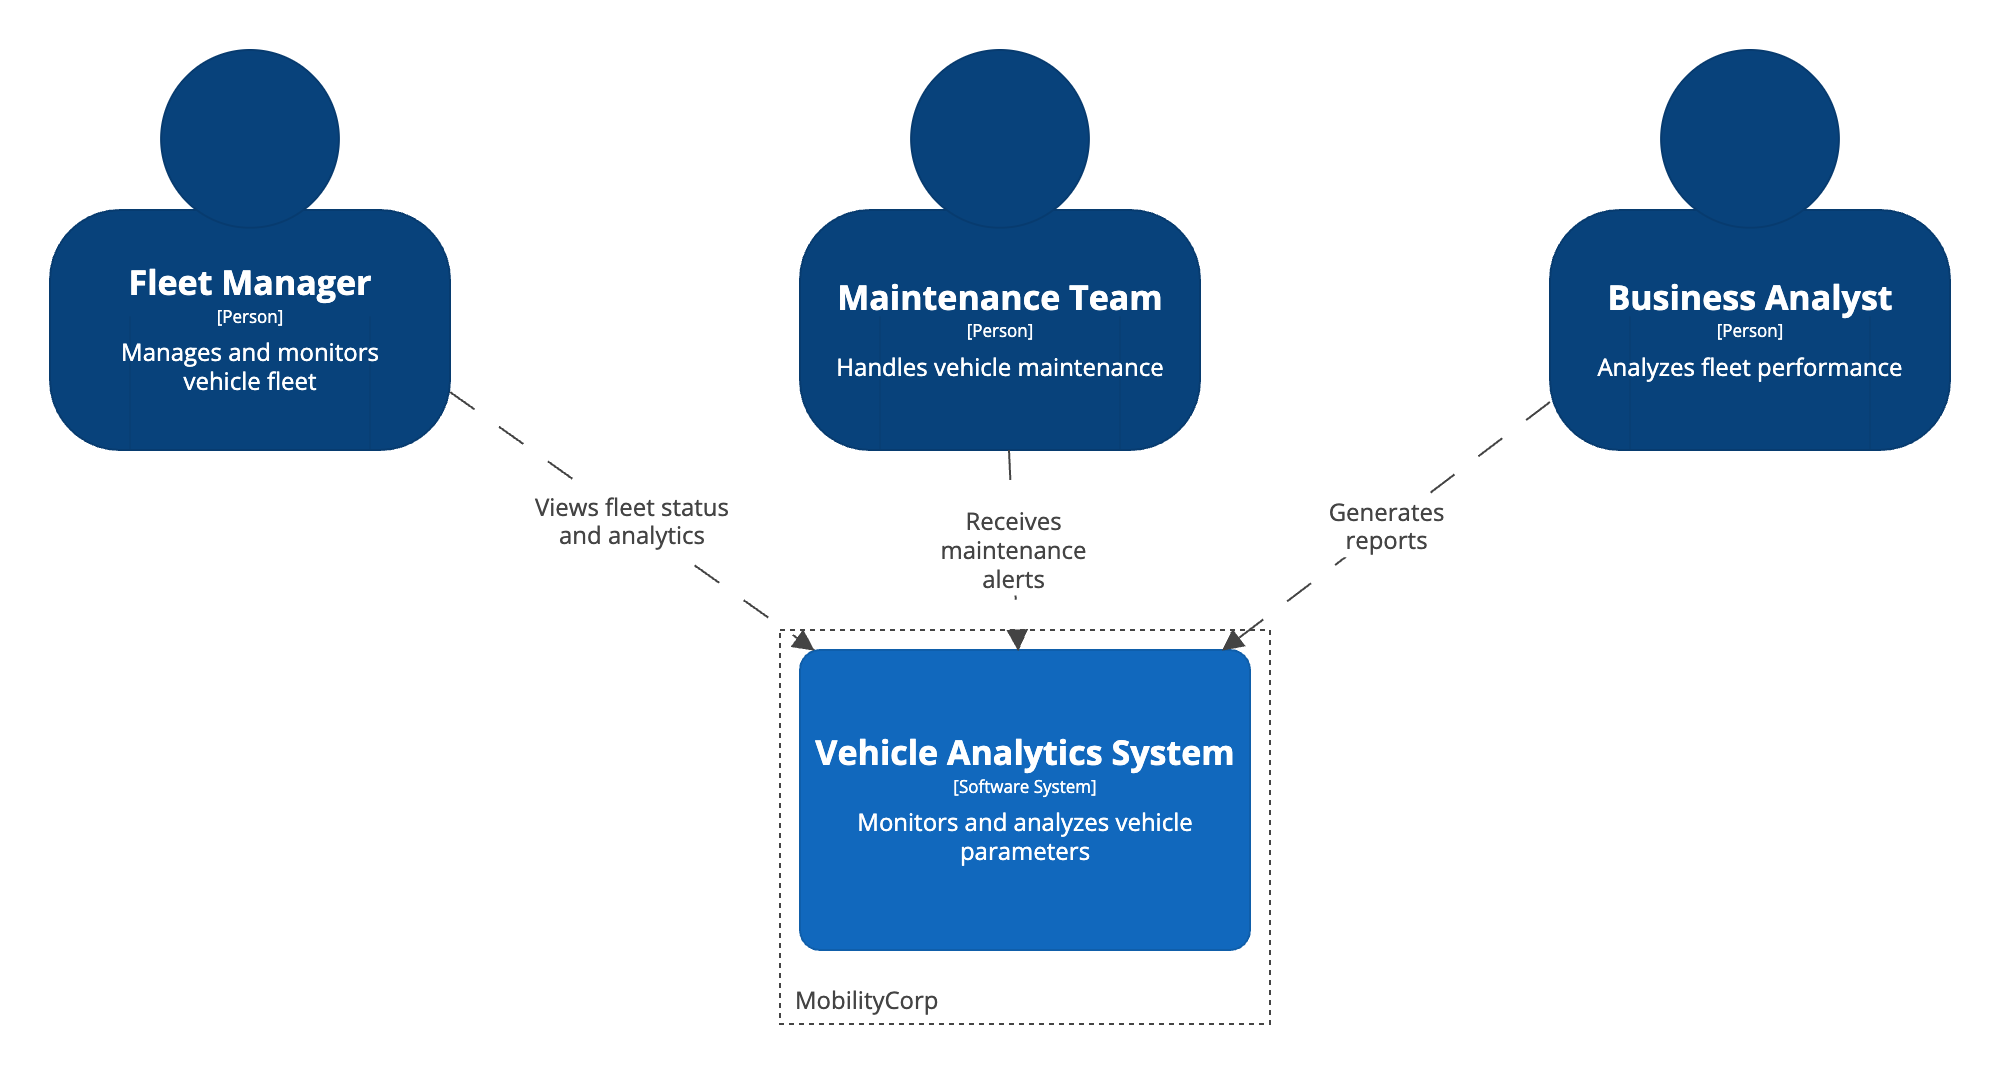 Fleet Manager
[Person]
Manages and monitors
vehicle fleet
Maintenance Team
[Person]
Handles vehicle maintenance
Business Analyst
[Person]
Analyzes fleet performance
Views fleet status
and analytics
Receives
maintenance
alerts
Generates
reports
Vehicle Analytics System
[Software System]
Monitors and analyzes vehicle
parameters
MobilityCorp